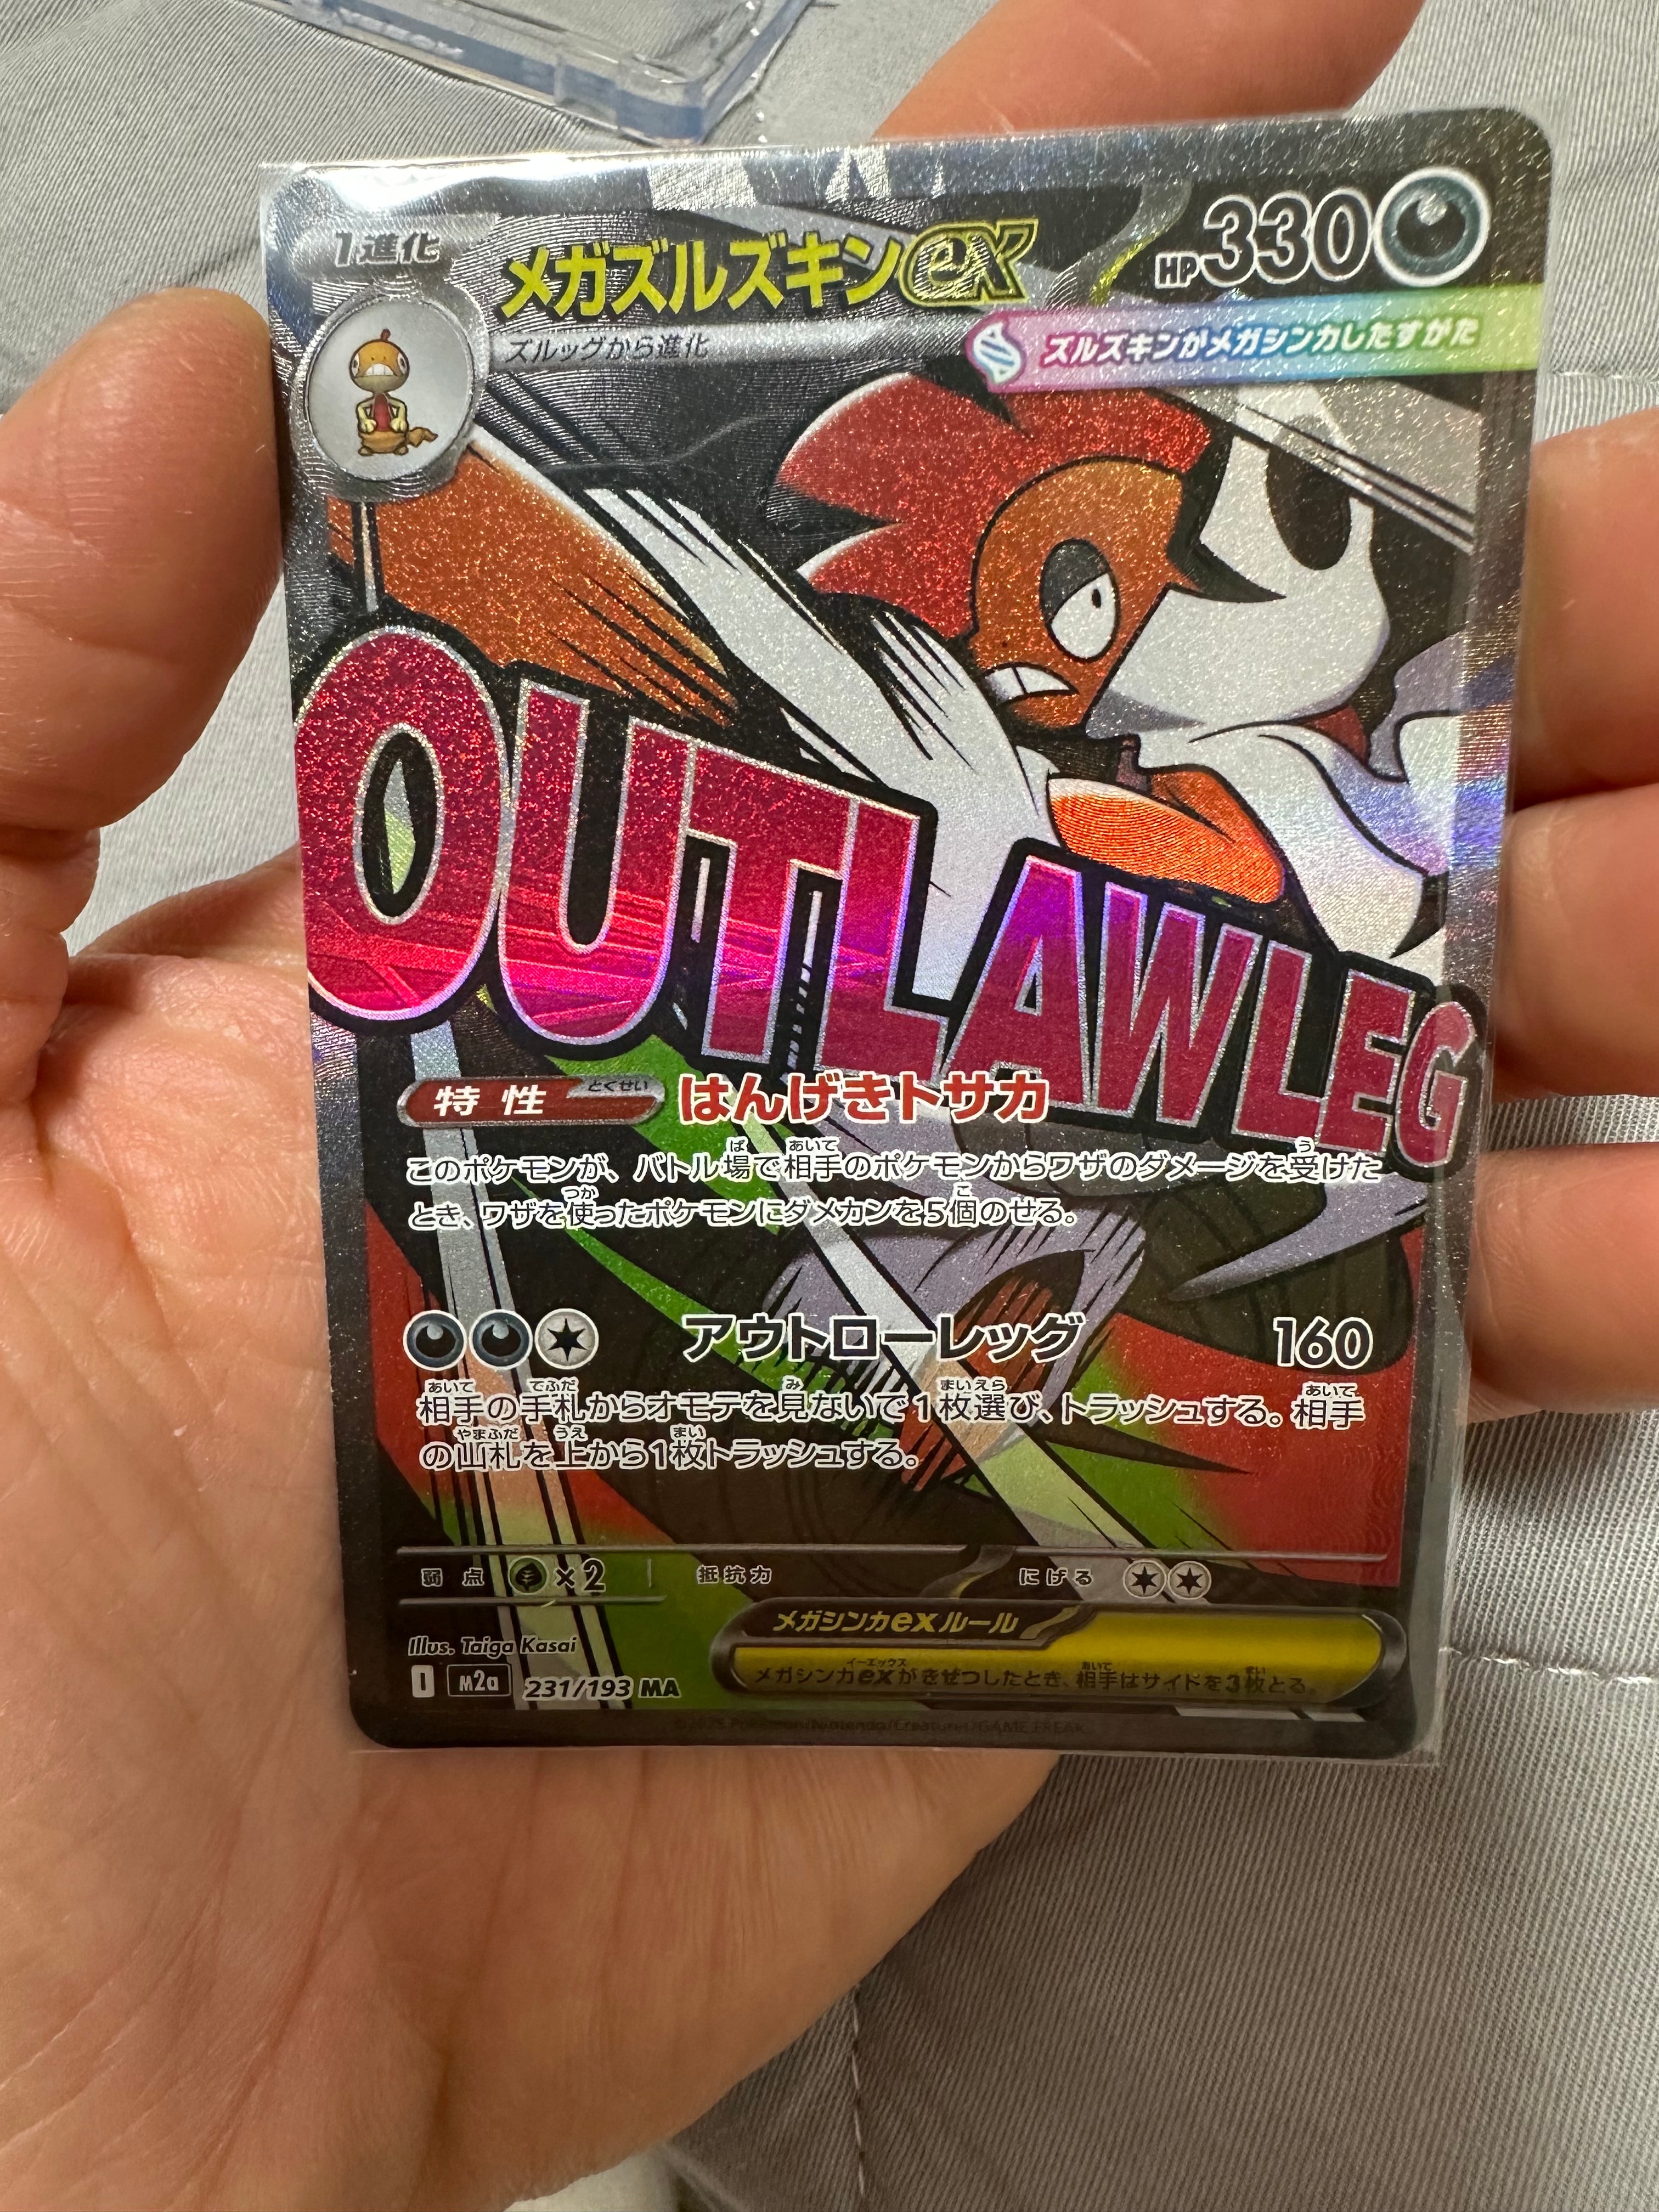 1進化
メガズルズキンex
HP330
ズルッグから進化
ズルズキンがメガシンカしたすがた
OUTLAWLEG
特性 とくせい はんげきトサカ
このポケモンが、バトル場で相手のポケモンからワザのダメージを受けた
とき、ワザを使ったポケモンにダメカンを5個のせる。
アウトローレッグ 160
相手の手札からオモテを見ないで1枚選び、トラッシュする。相手
の山札を上から1枚トラッシュする。
弱点 ×2 抵抗力 にげる
メガシンカexルール
メガシンカexがきぜつしたとき、相手はサイドを3枚とる。
Illus. Taiga Kasai
I M2a 231/193 MA
©2025 Pokémon/Nintendo/Creatures/GAME FREAK